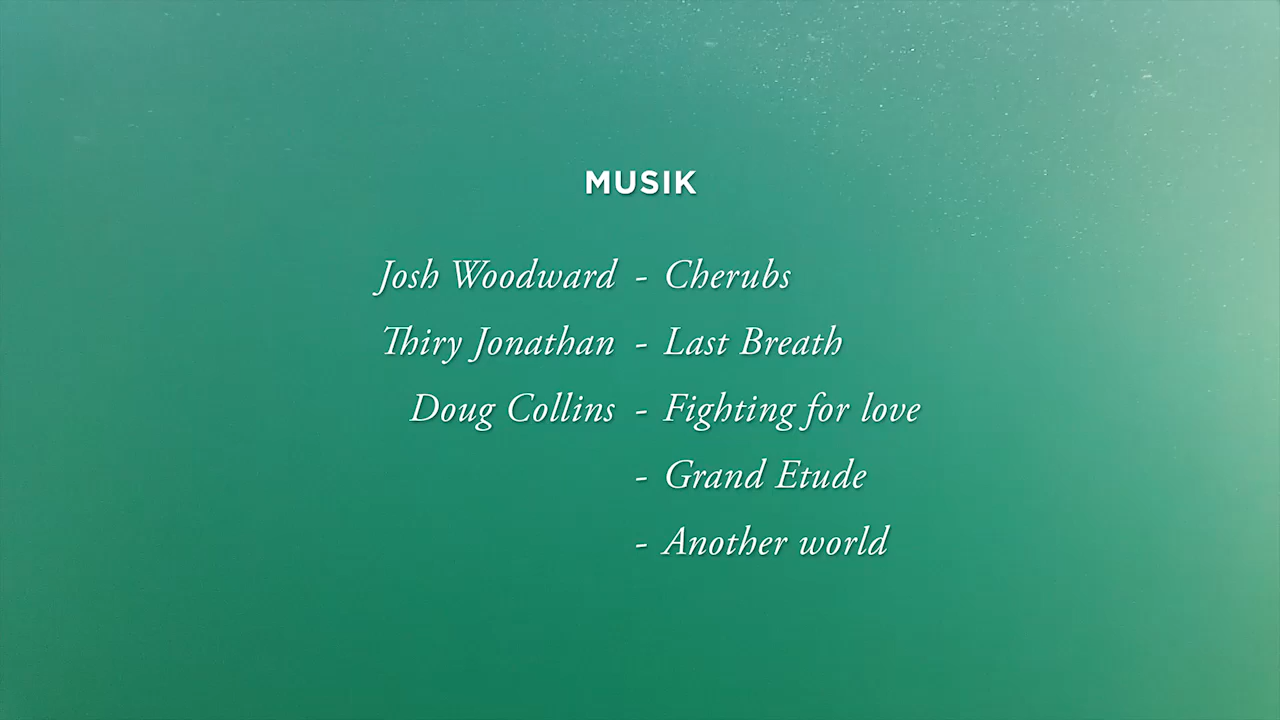 MUSIK
Josh Woodward - Cherubs
Thiry Jonathan - Last Breath
Doug Collins - Fighting for love
- Grand Etude
- Another world